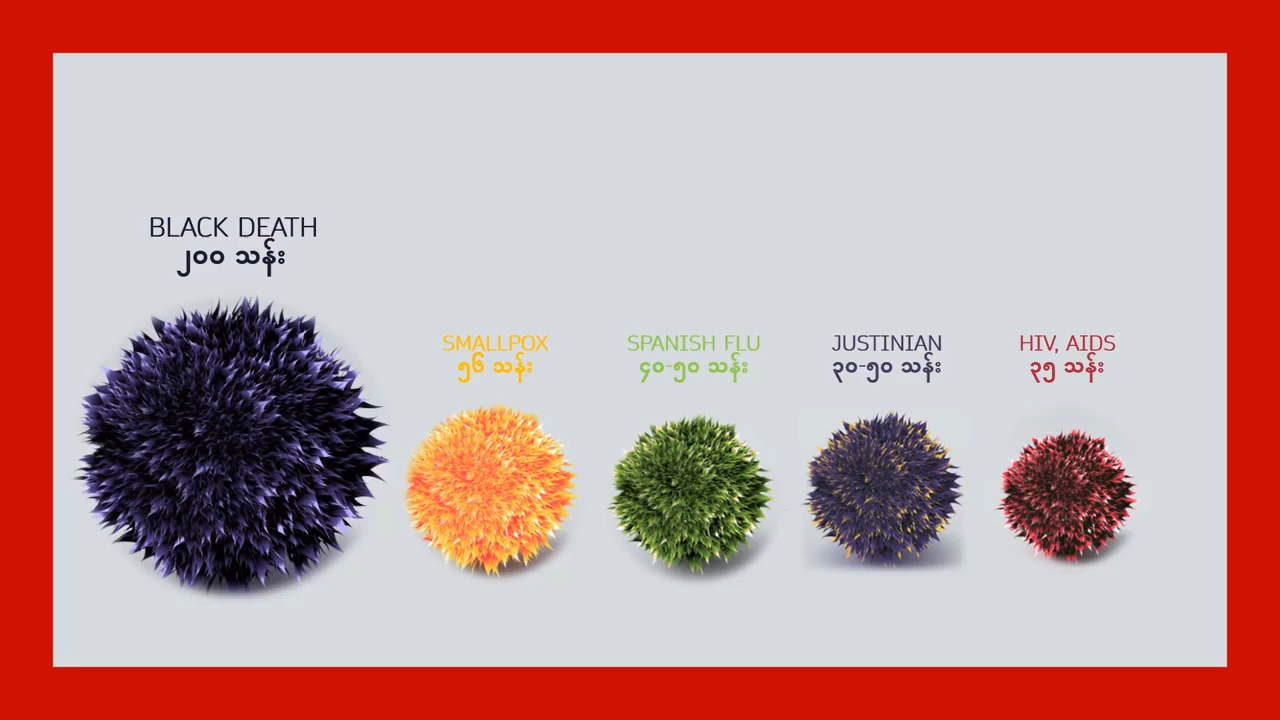 BLACK DEATH
၂၀၀ သန်း
SMALLPOX
၅၆ သန်း
SPANISH FLU
၄၀-၅၀ သန်း
JUSTINIAN
၃၀-၅၀ သန်း
HIV, AIDS
၃၅ သန်း